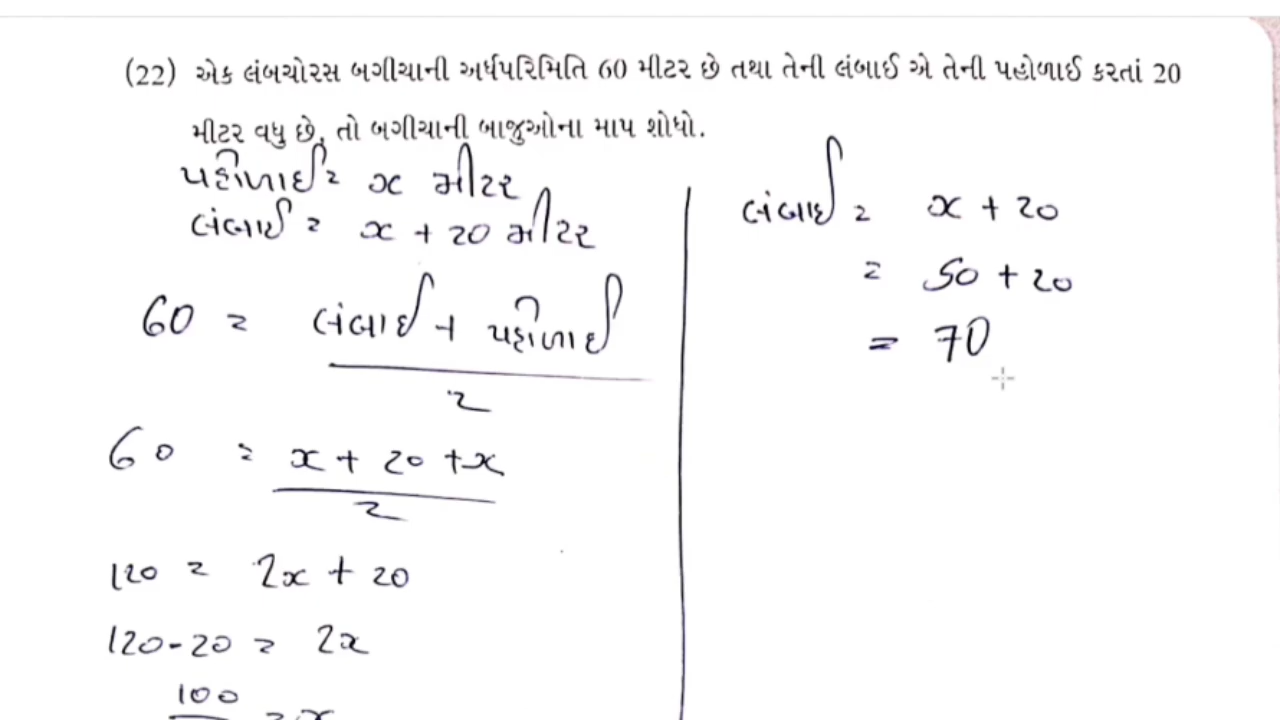 (22) એક લંબચોરસ બગીચાની અર્ધપરિમિતિ 60 મીટર છે તથા તેની લંબાઈ એ તેની પહોળાઈ કરતાં 20
મીટર વધુ છે, તો બગીચાની બાજુઓના માપ શોધો.
પહોળાઈ = x મીટર
લંબાઈ = x + 20 મીટર
60 = લંબાઈ + પહોળાઈ
2
60 = x + 20 + x
2
120 = 2x + 20
120 - 20 = 2x
100
= x
લંબાઈ = x + 20
= 50 + 20
= 70